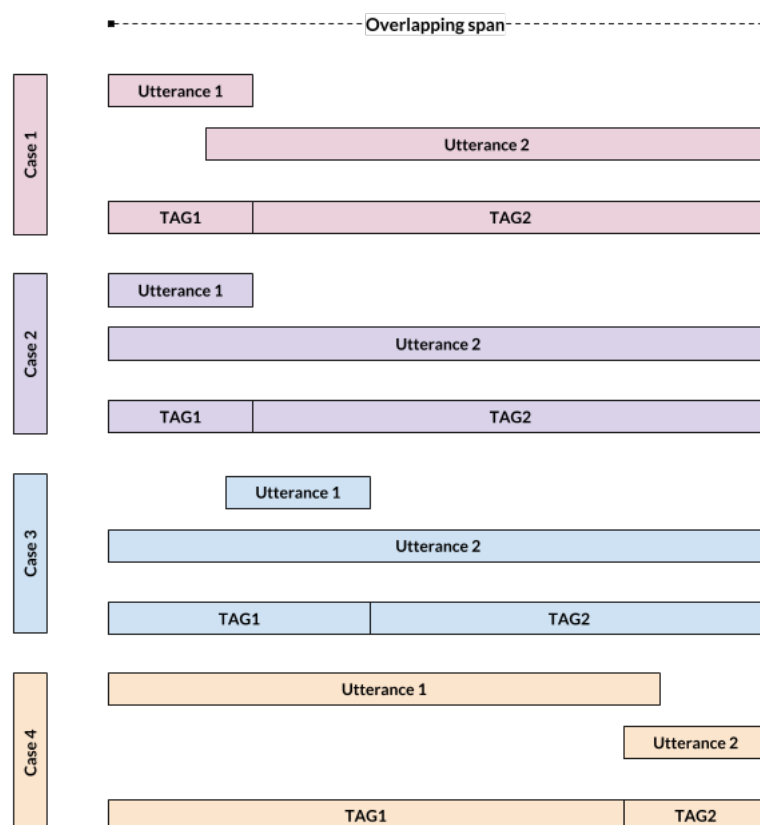 Overlapping span
Case 1
Utterance 1
Utterance 2
TAG1 TAG2
Case 2
Utterance 1
Utterance 2
TAG1 TAG2
Case 3
Utterance 1
Utterance 2
TAG1 TAG2
Case 4
Utterance 1
Utterance 2
TAG1 TAG2